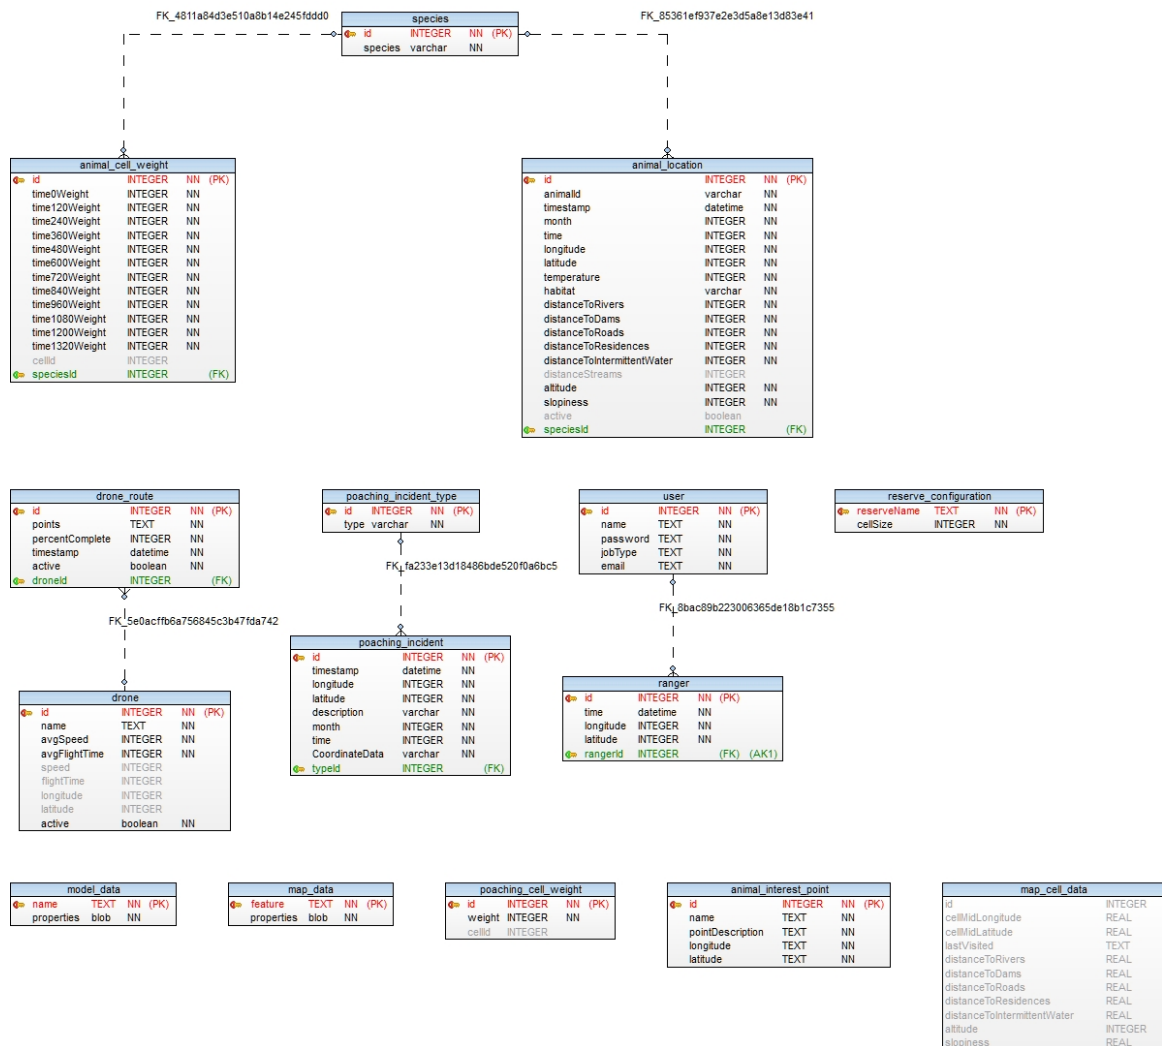 FK_4811a84d3e510a8b14e245fddd0
FK_85361ef937e2e3d5a8e13d83e41
species
id INTEGER NN (PK)
species varchar NN
animal_cell_weight
id INTEGER NN (PK)
time0Weight INTEGER NN
time120Weight INTEGER NN
time240Weight INTEGER NN
time360Weight INTEGER NN
time480Weight INTEGER NN
time600Weight INTEGER NN
time720Weight INTEGER NN
time840Weight INTEGER NN
time960Weight INTEGER NN
time1080Weight INTEGER NN
time1200Weight INTEGER NN
time1320Weight INTEGER NN
cellId INTEGER
speciesId INTEGER (FK)
animal_location
id INTEGER NN (PK)
animalId varchar NN
timestamp datetime NN
month INTEGER NN
time INTEGER NN
longitude INTEGER NN
latitude INTEGER NN
temperature INTEGER NN
habitat varchar NN
distanceToRivers INTEGER NN
distanceToDams INTEGER NN
distanceToRoads INTEGER NN
distanceToResidences INTEGER NN
distanceToIntermittentWater INTEGER NN
distanceStreams INTEGER
altitude INTEGER NN
slopiness INTEGER NN
active boolean
speciesId INTEGER (FK)
drone_route
id INTEGER NN (PK)
points TEXT NN
percentComplete INTEGER NN
timestamp datetime NN
active boolean NN
droneId INTEGER (FK)
FK_5e0acffb6a756845c3b47fda742
drone
id INTEGER NN (PK)
name TEXT NN
avgSpeed INTEGER NN
avgFlightTime INTEGER NN
speed INTEGER
flightTime INTEGER
longitude INTEGER
latitude INTEGER
active boolean NN
poaching_incident_type
id INTEGER NN (PK)
type varchar NN
FK_fa233e13d18486bde520f0a6bc5
poaching_incident
id INTEGER NN (PK)
timestamp datetime NN
longitude INTEGER NN
latitude INTEGER NN
description varchar NN
month INTEGER NN
time INTEGER NN
CoordinateData varchar NN
typeId INTEGER (FK)
user
id INTEGER NN (PK)
name TEXT NN
password TEXT NN
jobType TEXT NN
email TEXT NN
FK_8bac89b223006365de18b1c7355
ranger
id INTEGER NN (PK)
time datetime NN
longitude INTEGER NN
latitude INTEGER NN
rangerId INTEGER (FK) (AK1)
reserve_configuration
reserveName TEXT NN (PK)
cellSize INTEGER NN
model_data
name TEXT NN (PK)
properties blob NN
map_data
feature TEXT NN (PK)
properties blob NN
poaching_cell_weight
id INTEGER NN (PK)
weight INTEGER NN
cellId INTEGER
animal_interest_point
id INTEGER NN (PK)
name TEXT NN
pointDescription TEXT NN
longitude TEXT NN
latitude TEXT NN
map_cell_data
id INTEGER
cellMidLongitude REAL
cellMidLatitude REAL
lastVisited TEXT
distanceToRivers REAL
distanceToDams REAL
distanceToRoads REAL
distanceToResidences REAL
distanceToIntermittentWater REAL
altitude INTEGER
slopiness REAL